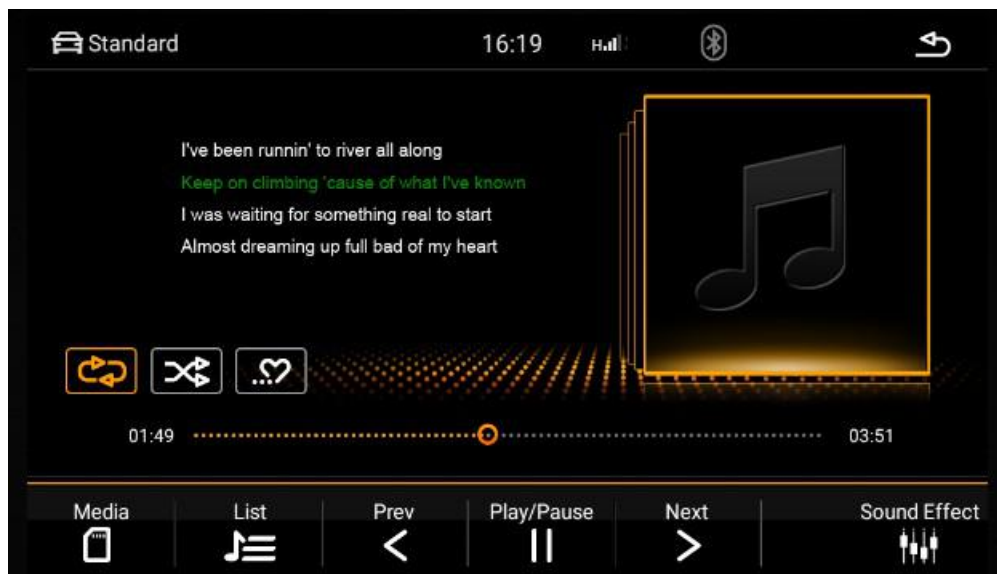 Standard
16:19
H
I've been runnin' to river all along
Keep on climbing 'cause of what I've known
I was waiting for something real to start
Almost dreaming up full bad of my heart
01:49
03:51
Media
List
Prev
Play/Pause
Next
Sound Effect